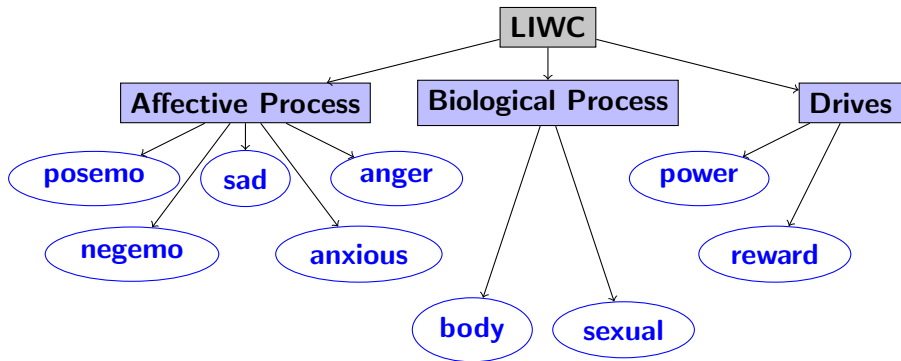 LIWC
Affective Process
Biological Process
Drives
posemo
sad
anger
power
negemo
anxious
reward
body
sexual